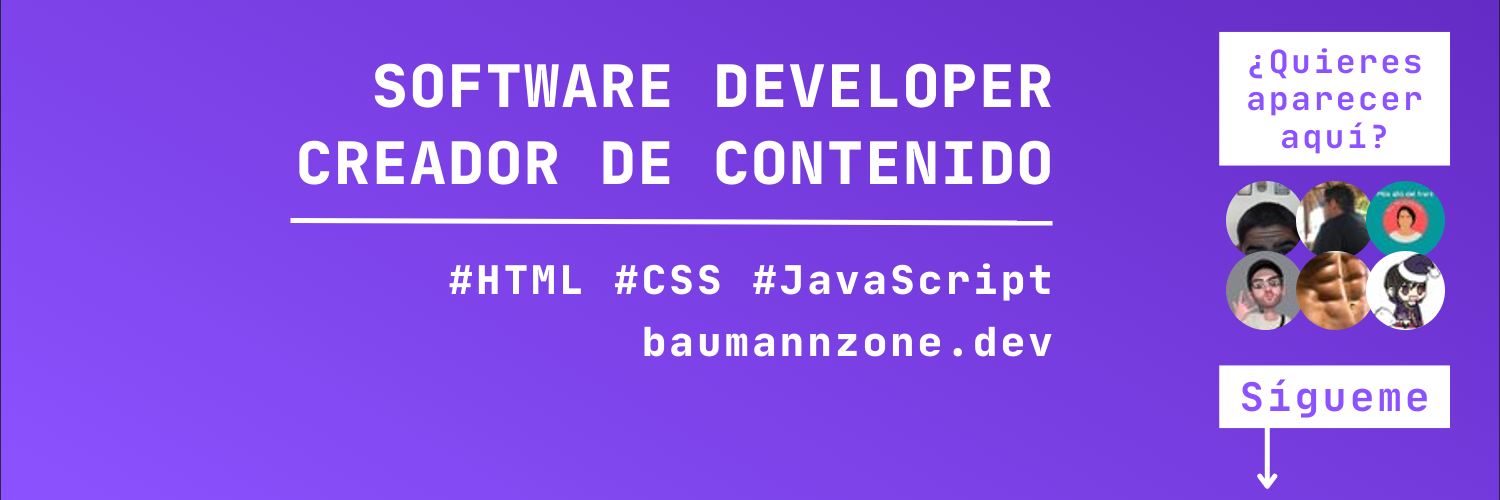 SOFTWARE DEVELOPER
CREADOR DE CONTENIDO
#HTML #CSS #JavaScript
baumannzone.dev
¿Quieres
aparecer
aquí?
Sígueme